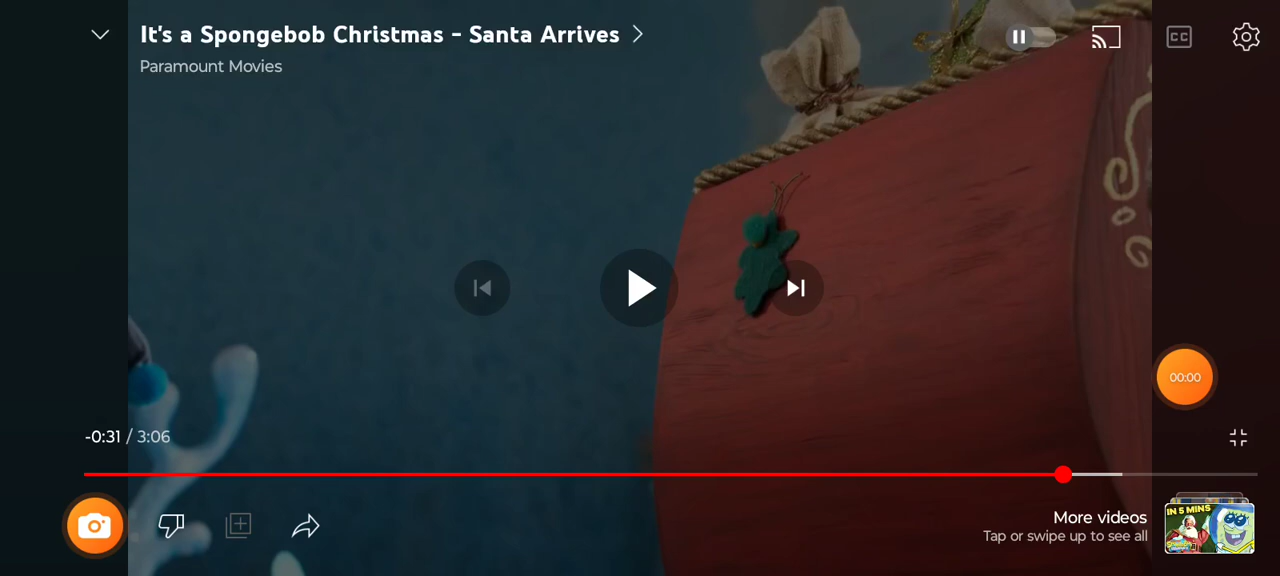 It's a Spongebob Christmas - Santa Arrives
Paramount Movies
CC
00:00
-0:31 / 3:06
More videos
Tap or swipe up to see all
IN 5 MINS